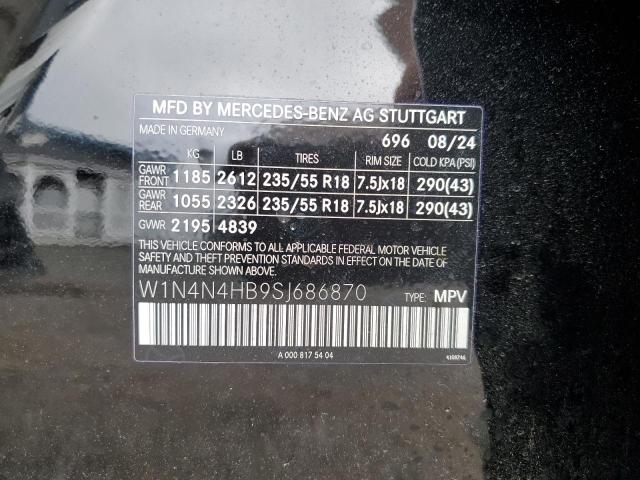 MFD BY MERCEDES-BENZ AG STUTTGART
MADE IN GERMANY 696 08/24
KG LB TIRES RIM SIZE COLD KPA(PSI)
GAWR FRONT 1185 2612 235/55 R18 7.5Jx18 290(43)
GAWR REAR 1055 2326 235/55 R18 7.5Jx18 290(43)
GVWR 2195 4839
THIS VEHICLE CONFORMS TO ALL APPLICABLE FEDERAL MOTOR VEHICLE
SAFETY AND THEFT PREVENTION STANDARDS IN EFFECT ON THE DATE
OF MANUFACTURE SHOWN ABOVE.
W1N4N4HB9SJ686870 TYPE: MPV
A 000 817 54 04